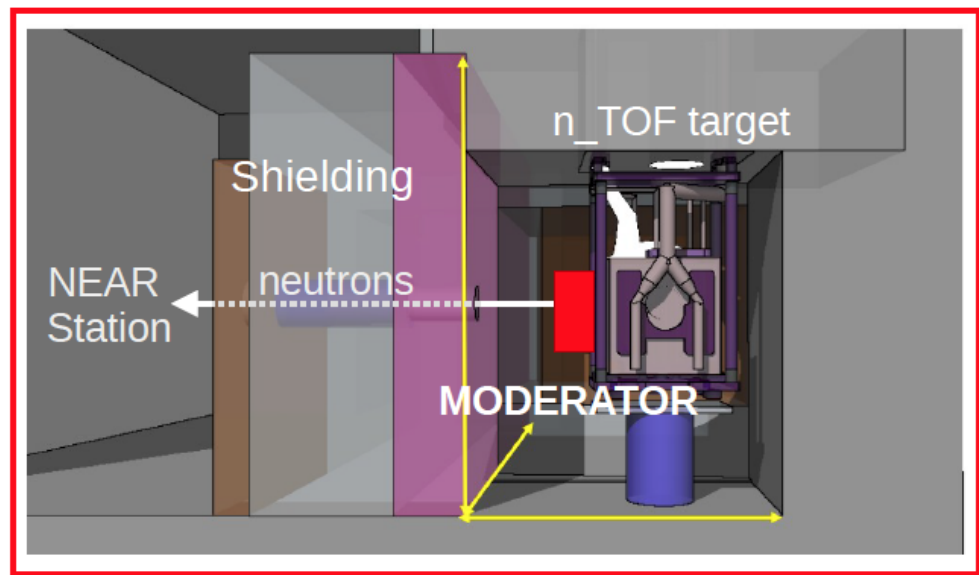 n_TOF target
Shielding
NEAR
Station
neutrons
MODERATOR